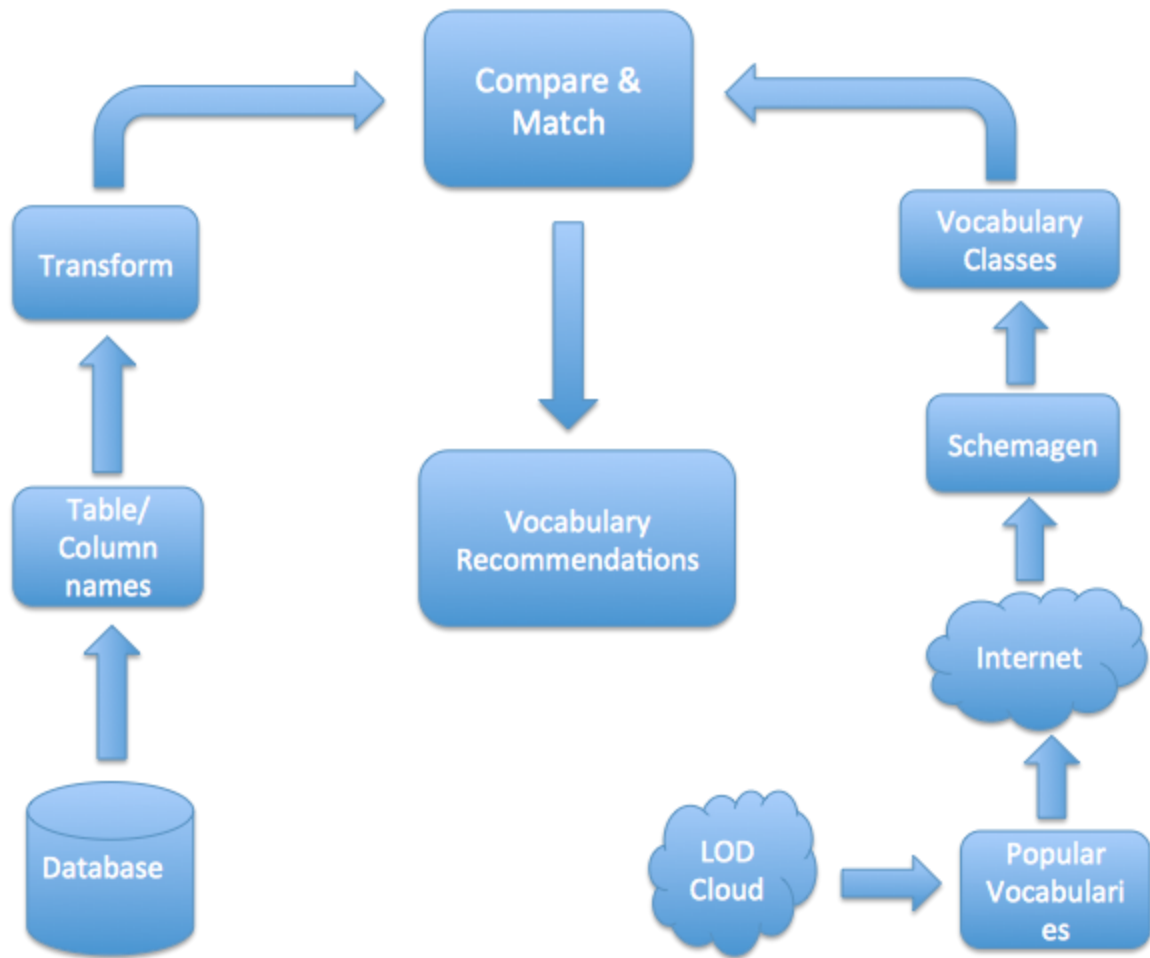 Compare &
Match
Transform
Vocabulary
Classes
Schemagen
Table/
Column
names
Vocabulary
Recommendations
Internet
Database
LOD
Cloud
Popular
Vocabulari
es